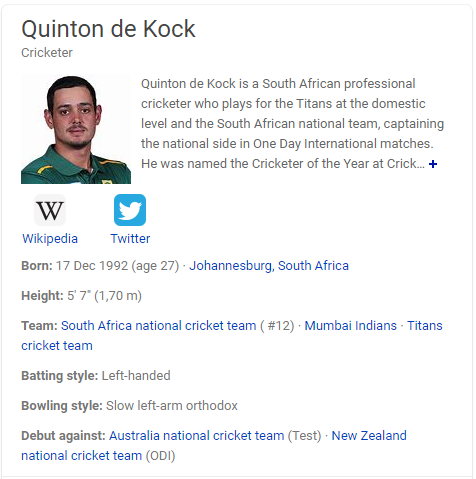 Quinton de Kock
Cricketer
Quinton de Kock is a South African professional
cricketer who plays for the Titans at the domestic
level and the South African national team, captaining
the national side in One Day International matches.
He was named the Cricketer of the Year at Crick... +
W
Wikipedia Twitter
Born: 17 Dec 1992 (age 27) · Johannesburg, South Africa
Height: 5' 7" (1,70 m)
Team: South Africa national cricket team ( #12) · Mumbai Indians · Titans
cricket team
Batting style: Left-handed
Bowling style: Slow left-arm orthodox
Debut against: Australia national cricket team (Test) · New Zealand
national cricket team (ODI)